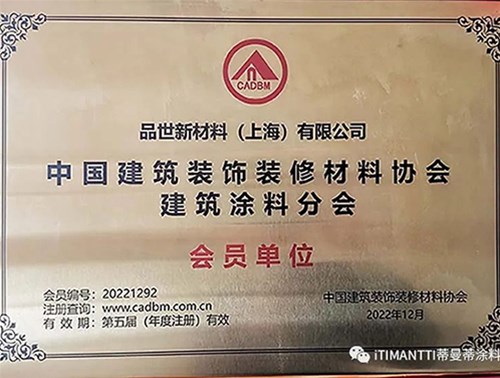 CADBM
品世新材料（上海）有限公司
中国建筑装饰装修材料协会
建筑涂料分会
会员单位
会员编号：20221292
注册查询：www.cadbm.com.cn
有 效 期：第五届（年度注册）有效
中国建筑装饰装修材料协会
2022年12月
iTIMANTTI蒂曼蒂涂料